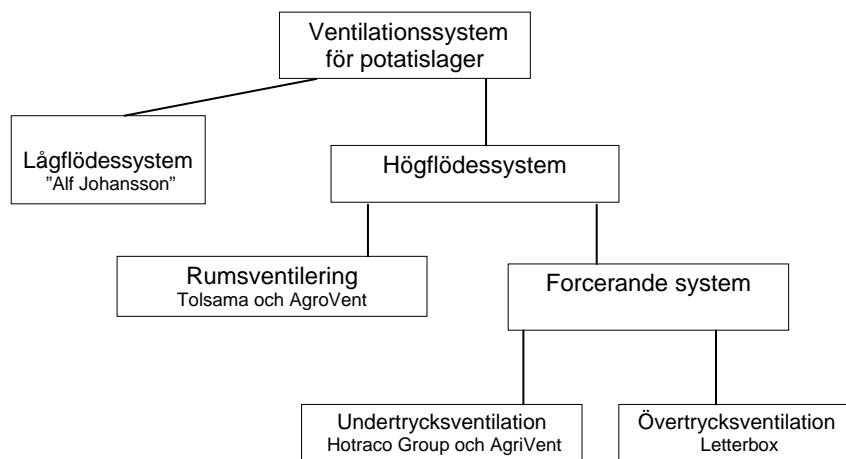 Ventilationssystem
för potatislager
Lågflödessystem
”Alf Johansson”
Högflödessystem
Rumsventilering
Tolsama och AgroVent
Forcerande system
Undertrycksventilation
Hotraco Group och AgriVent
Övertrycksventilation
Letterbox